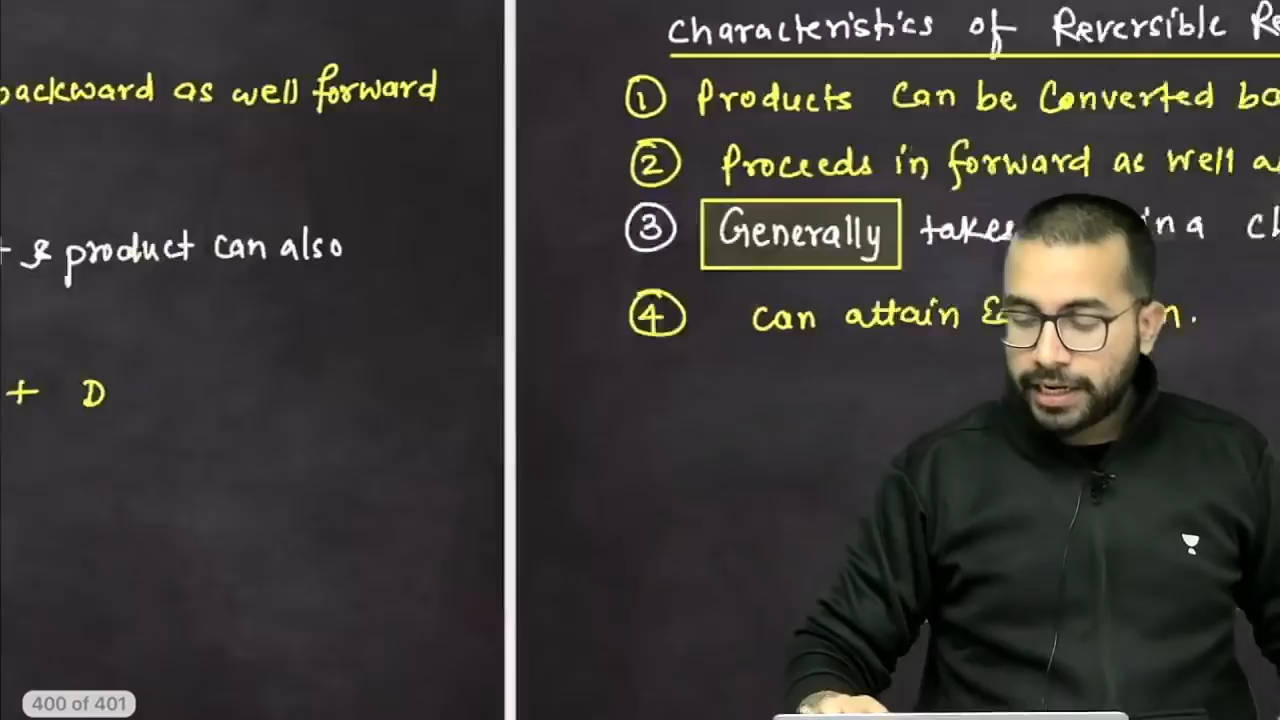 backward as well forward
& product can also
+ D
Characteristics of Reversible
① Products can be Converted
② Proceeds in forward as well
③ Generally takes in a
④ can attain
400 of 401